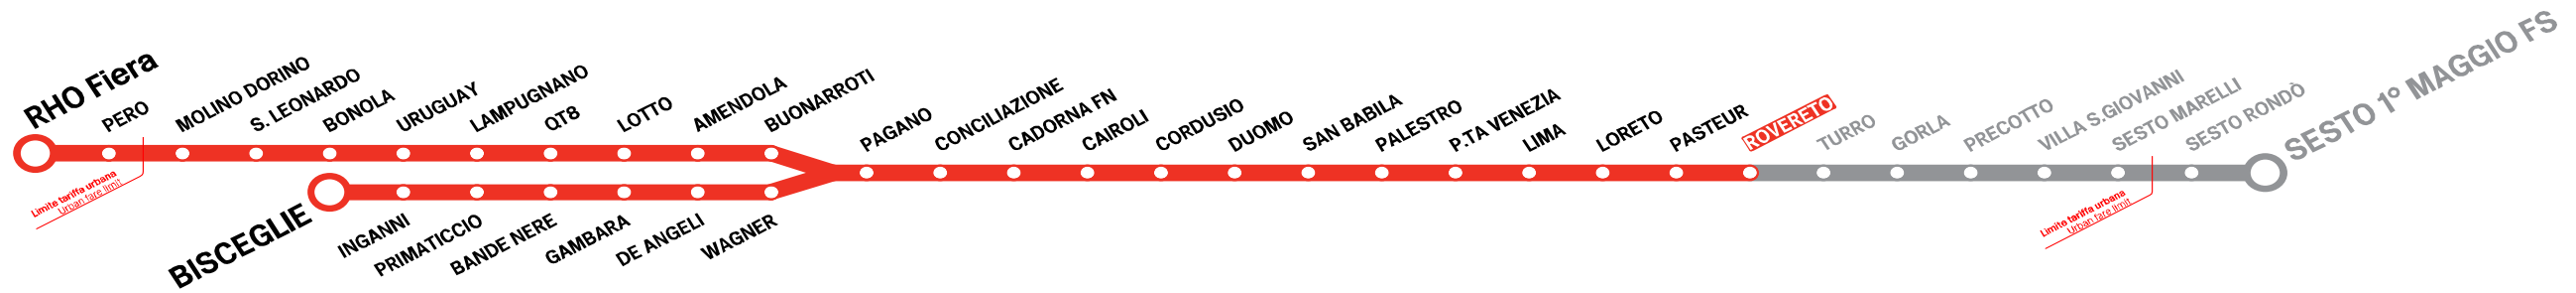 RHO Fiera
PERO
MOLINO DORINO
S. LEONARDO
BONOLA
URUGUAY
LAMPUGNANO
QT8
LOTTO
AMENDOLA
BUONARROTI
PAGANO
CONCILIAZIONE
CADORNA FN
CAIROLI
CORDUSIO
DUOMO
SAN BABILA
PALESTRO
P.TA VENEZIA
LIMA
LORETO
PASTEUR
ROVERETO
TURRO
GORLA
PRECOTTO
VILLA S.GIOVANNI
SESTO MARELLI
SESTO RONDÒ
SESTO 1° MAGGIO FS
Limite tariffa urbana
Urban fare limit
BISCEGLIE
INGANNI
PRIMATICCIO
BANDE NERE
GAMBARA
DE ANGELI
WAGNER
Limite tariffa urbana
Urban fare limit